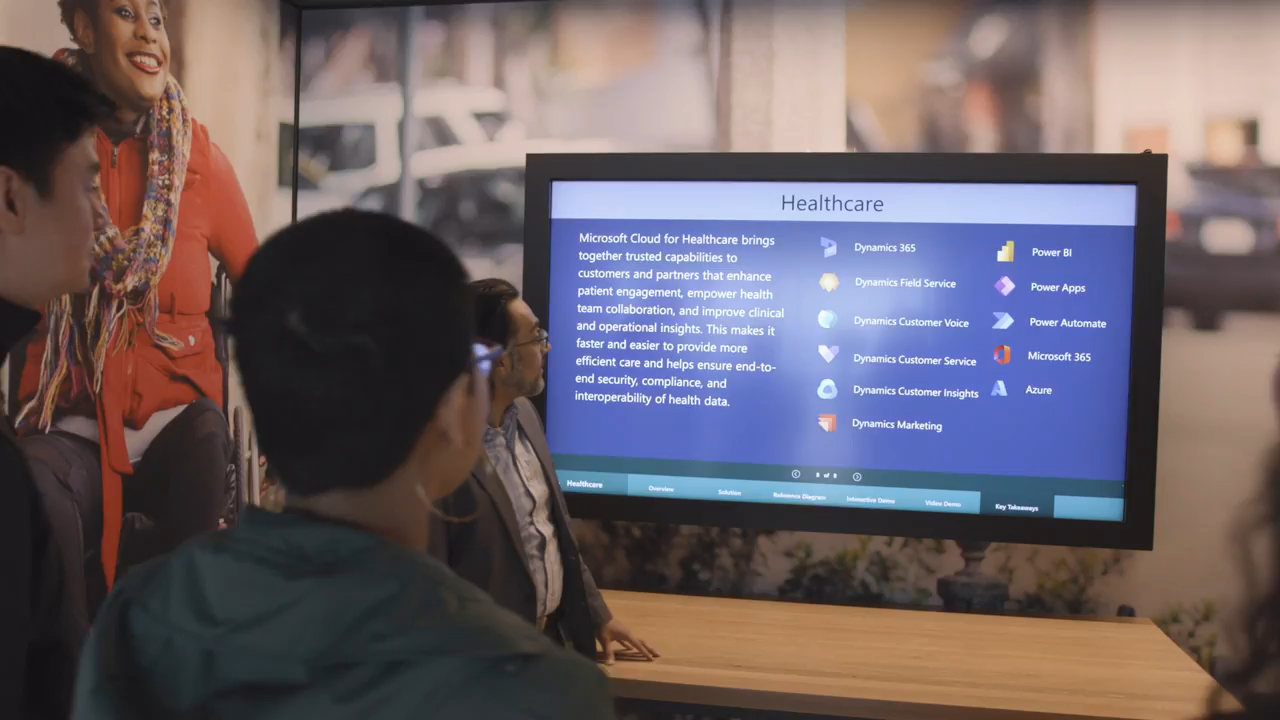 Healthcare
Microsoft Cloud for Healthcare brings
together trusted capabilities to
customers and partners that enhance
patient engagement, empower health
team collaboration, and improve clinical
and operational insights. This makes it
faster and easier to provide more
efficient care and helps ensure end-to-
end security, compliance, and
interoperability of health data.
Dynamics 365
Dynamics Field Service
Dynamics Customer Voice
Dynamics Customer Service
Dynamics Customer Insights
Dynamics Marketing
Power BI
Power Apps
Power Automate
Microsoft 365
Azure
8 of 8
Healthcare
Overview
Solution
Reference Diagram
Interactive Demo
Video Demo
Key Takeaways